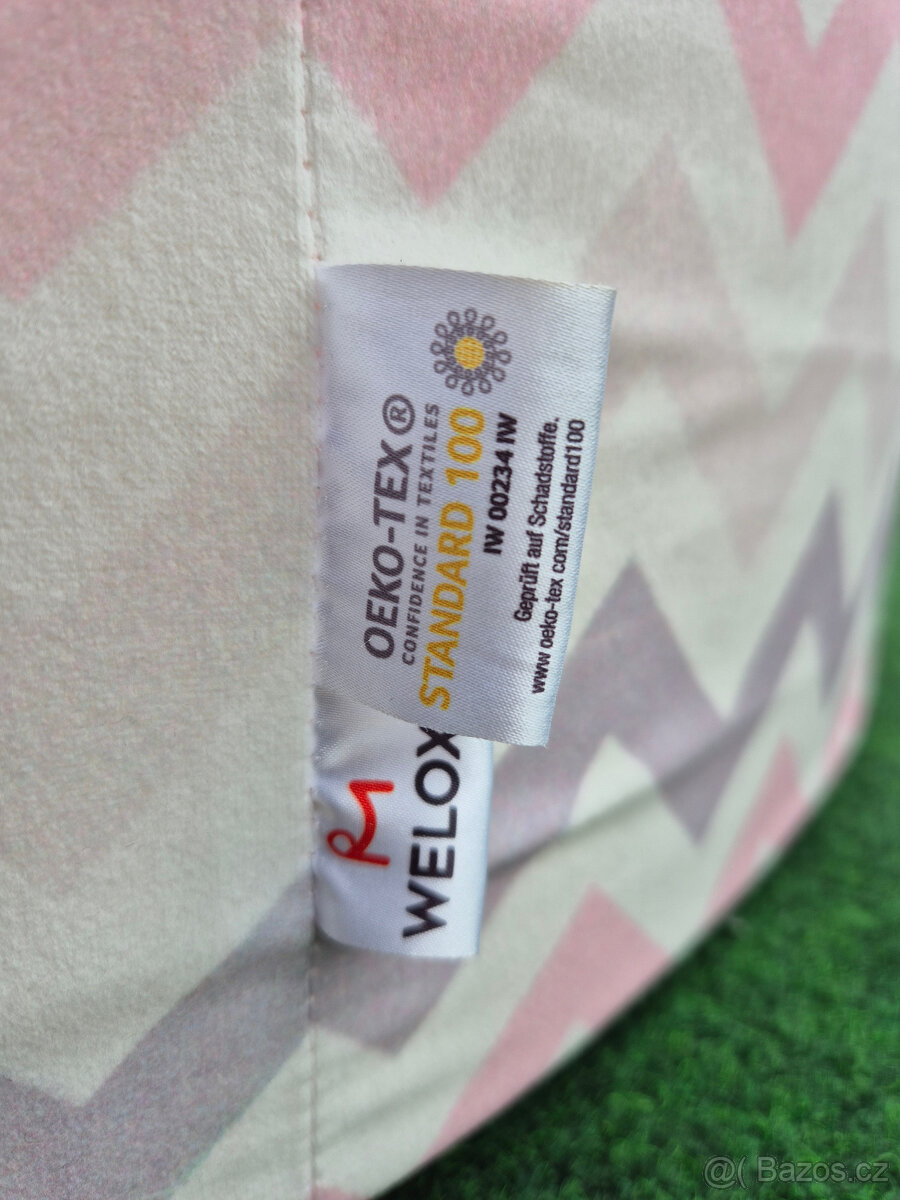 OEKO-TEX®
CONFIDENCE IN TEXTILES
STANDARD 100
IW 00234 IW
Geprüft auf Schadstoffe.
www oeko-tex com/standard100
WELOX
@( Bazos.cz